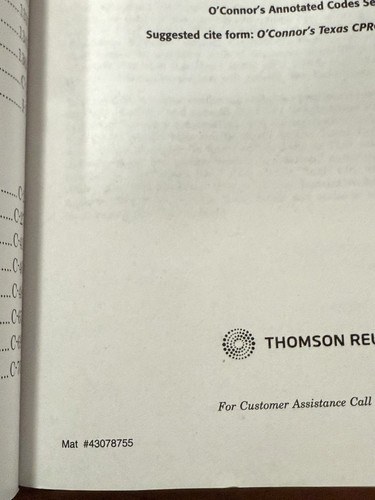 O'Connor's Annotated Codes Se
Suggested cite form: O'Connor's Texas CPR
THOMSON REU
For Customer Assistance Call
Mat #43078755